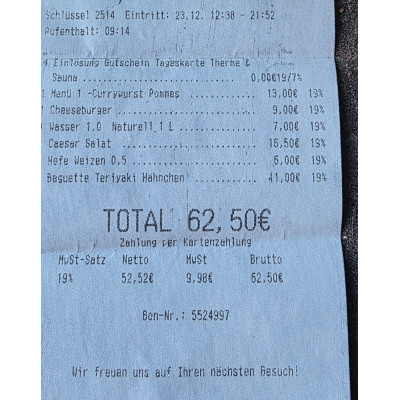 Schlüssel 2514 Eintritt: 23.12. 12:38 - 21:52
Aufenthalt: 09:14
1 Einlösung Gutschein Tageskarte Therme &
Sauna ........................... 0,00€19/7%
1 Menü 1 -Currywurst Pommes ............ 13,00€ 19%
1 Cheeseburger ............ 9,00€ 19%
1 Wasser 1,0 Naturell 1 L ............ 7,00€ 19%
Caesar Salat ............ 16,50€ 19%
Hefe Weizen 0,5 ............ 6,00€ 19%
Baguette Teriyaki Hähnchen ............ 11,00€ 19%
TOTAL 62,50€
Zahlung per Kartenzahlung
MwSt-Satz Netto MwSt Brutto
19% 52,52€ 9,98€ 62,50€
Bon-Nr.: 5524997
Wir freuen uns auf Ihren nächsten Besuch!